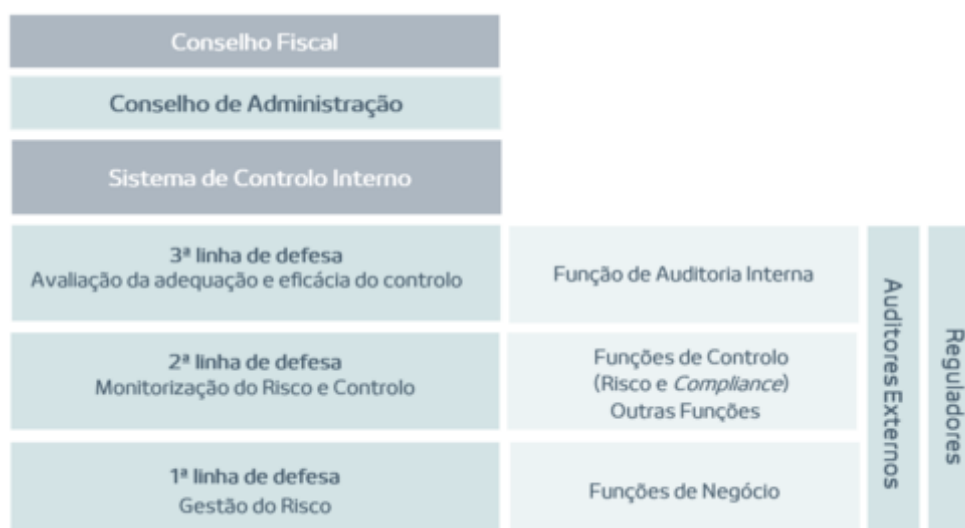 Conselho Fiscal
Conselho de Administração
Sistema de Controlo Interno
3ª linha de defesa
Avaliação da adequação e eficácia do controlo
Função de Auditoria Interna
2ª linha de defesa
Monitorização do Risco e Controlo
Funções de Controlo
(Risco e Compliance)
Outras Funções
1ª linha de defesa
Gestão do Risco
Funções de Negócio
Auditores Externos
Reguladores